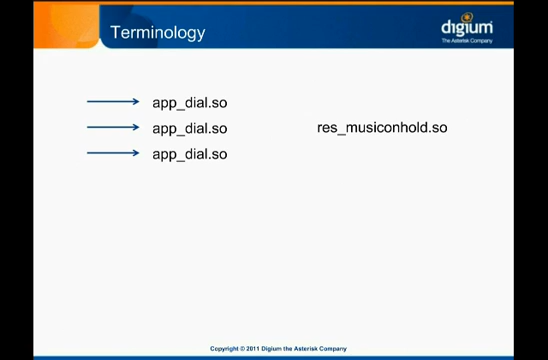 Terminology
digium
The Asterisk Company
app_dial.so
app_dial.so
res_musiconhold.so
app_dial.so
Copyright © 2011 Digium the Asterisk Company